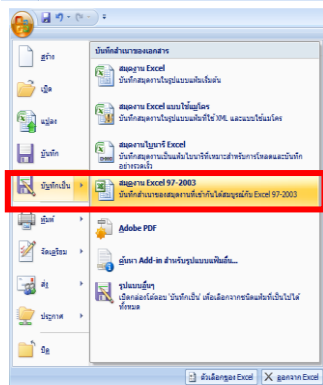 สร้าง
เปิด
แปลง
บันทึก
บันทึกเป็น
พิมพ์
จัดเตรียม
ส่ง
ประกาศ
ปิด
บันทึกสำเนาของเอกสาร
สมุดงาน Excel
บันทึกสมุดงานในรูปแบบแฟ้มเริ่มต้น
สมุดงาน Excel แบบใช้แมโคร
บันทึกสมุดงานในรูปแบบแฟ้มที่ใช้ XML และแบบใช้แมโคร
สมุดงานไบนารี Excel
บันทึกสมุดงานเป็นแฟ้มไบนารีที่เหมาะสำหรับการโหลดและบันทึก
อย่างรวดเร็ว
สมุดงาน Excel 97-2003
บันทึกสำเนาของสมุดงานที่เข้ากันได้สมบูรณ์กับ Excel 97-2003
Adobe PDF
ค้นหา Add-in สำหรับรูปแบบแฟ้มอื่น...
รูปแบบอื่นๆ
เปิดกล่องโต้ตอบ 'บันทึกเป็น' เพื่อเลือกจากชนิดแฟ้มที่เป็นไปได้
ทั้งหมด
ตัวเลือกของ Excel
ออกจาก Excel